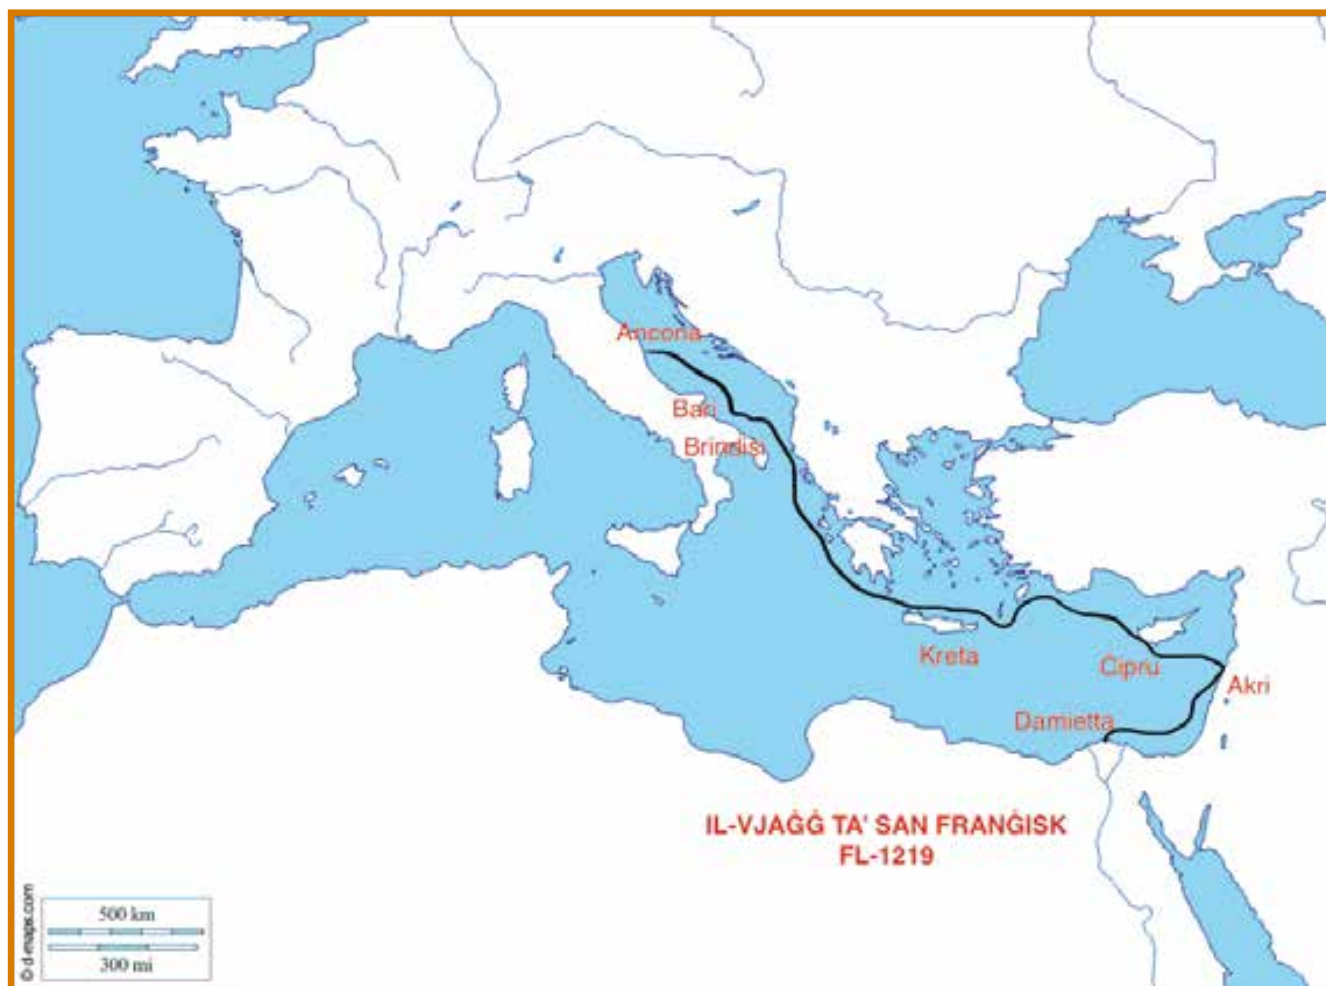 Ancona
Bari
Brindisi
Kreta
Ċipru
Akri
Damietta
IL-VJAĠĠ TA' SAN FRANĠISK
FL-1219
500 km
300 mi
© d-maps.com